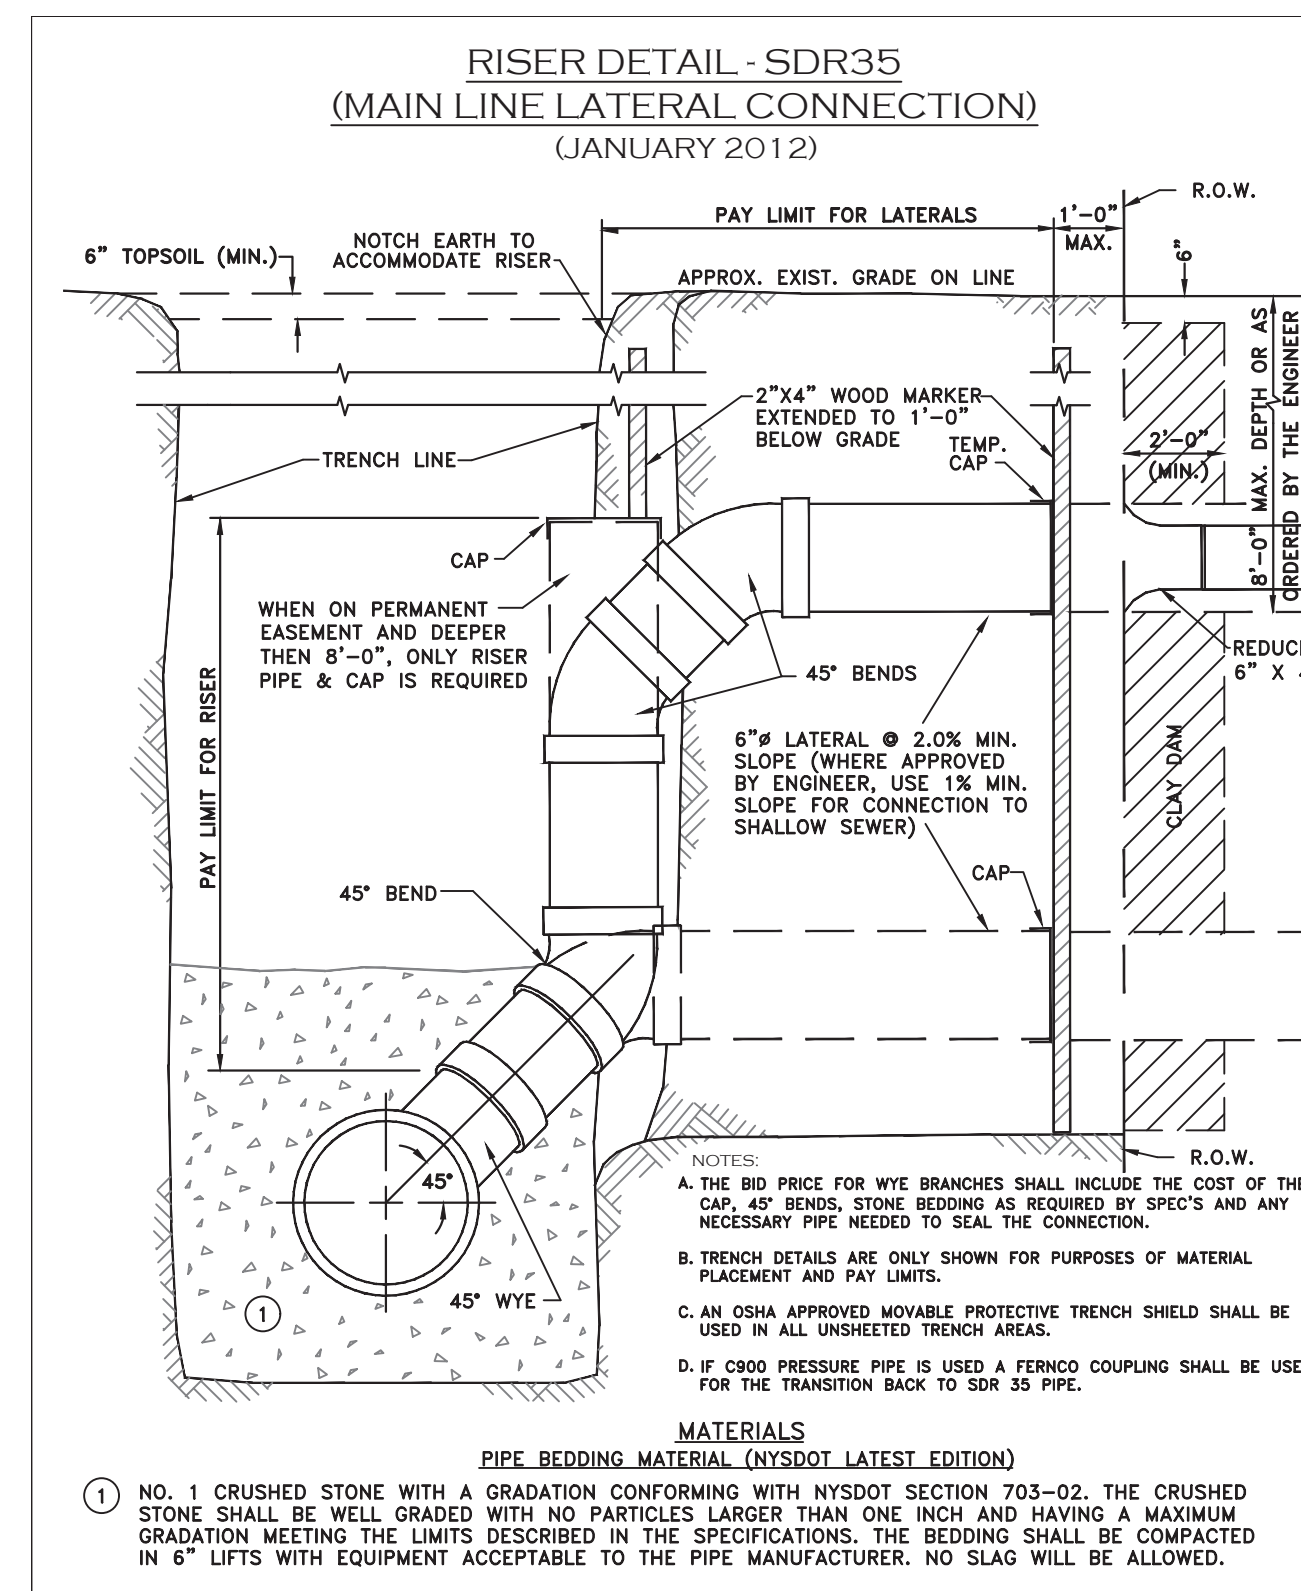 RISER DETAIL - SDR35
(MAIN LINE LATERAL CONNECTION)
(JANUARY 2012)
R.O.W.
PAY LIMIT FOR LATERALS
1'-0"
MAX.
6" TOPSOIL (MIN.)
NOTCH EARTH TO
ACCOMMODATE RISER
6"
APPROX. EXIST. GRADE ON LINE
8'-0" MAX. DEPTH OR AS
ORDERED BY THE ENGINEER
2"X4" WOOD MARKER
EXTENDED TO 1'-0"
BELOW GRADE
TEMP.
CAP
2'-0"
(MIN.)
TRENCH LINE
CAP
WHEN ON PERMANENT
EASEMENT AND DEEPER
THEN 8'-0", ONLY RISER
PIPE & CAP IS REQUIRED
45° BENDS
REDUC
6" X
PAY LIMIT FOR RISER
6"ø LATERAL @ 2.0% MIN.
SLOPE (WHERE APPROVED
BY ENGINEER, USE 1% MIN.
SLOPE FOR CONNECTION TO
SHALLOW SEWER)
CLAY DAM
CAP
45° BEND
45°
45° WYE
1
R.O.W.
NOTES:
A. THE BID PRICE FOR WYE BRANCHES SHALL INCLUDE THE COST OF THE
CAP, 45° BENDS, STONE BEDDING AS REQUIRED BY SPEC'S AND ANY
NECESSARY PIPE NEEDED TO SEAL THE CONNECTION.
B. TRENCH DETAILS ARE ONLY SHOWN FOR PURPOSES OF MATERIAL
PLACEMENT AND PAY LIMITS.
C. AN OSHA APPROVED MOVABLE PROTECTIVE TRENCH SHIELD SHALL BE
USED IN ALL UNSHEETED TRENCH AREAS.
D. IF C900 PRESSURE PIPE IS USED A FERNCO COUPLING SHALL BE USE
FOR THE TRANSITION BACK TO SDR 35 PIPE.
MATERIALS
PIPE BEDDING MATERIAL (NYSDOT LATEST EDITION)
1 NO. 1 CRUSHED STONE WITH A GRADATION CONFORMING WITH NYSDOT SECTION 703-02. THE CRUSHED
STONE SHALL BE WELL GRADED WITH NO PARTICLES LARGER THAN ONE INCH AND HAVING A MAXIMUM
GRADATION MEETING THE LIMITS DESCRIBED IN THE SPECIFICATIONS. THE BEDDING SHALL BE COMPACTED
IN 6" LIFTS WITH EQUIPMENT ACCEPTABLE TO THE PIPE MANUFACTURER. NO SLAG WILL BE ALLOWED.